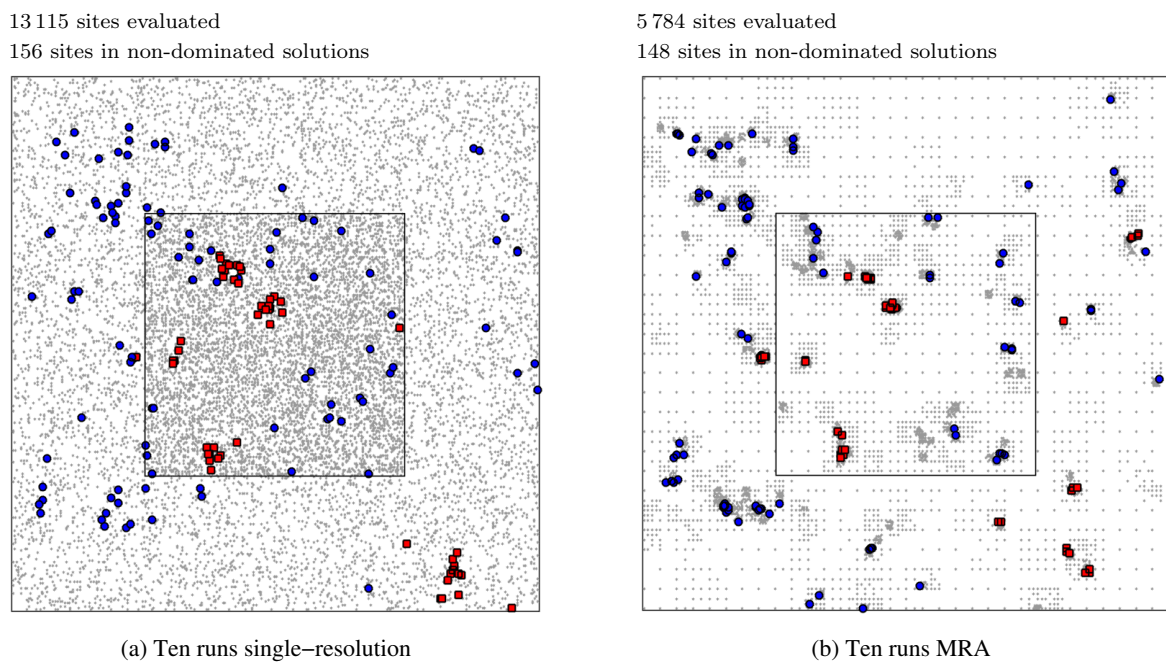 13 115 sites evaluated
156 sites in non-dominated solutions
5 784 sites evaluated
148 sites in non-dominated solutions
(a) Ten runs single−resolution
(b) Ten runs MRA